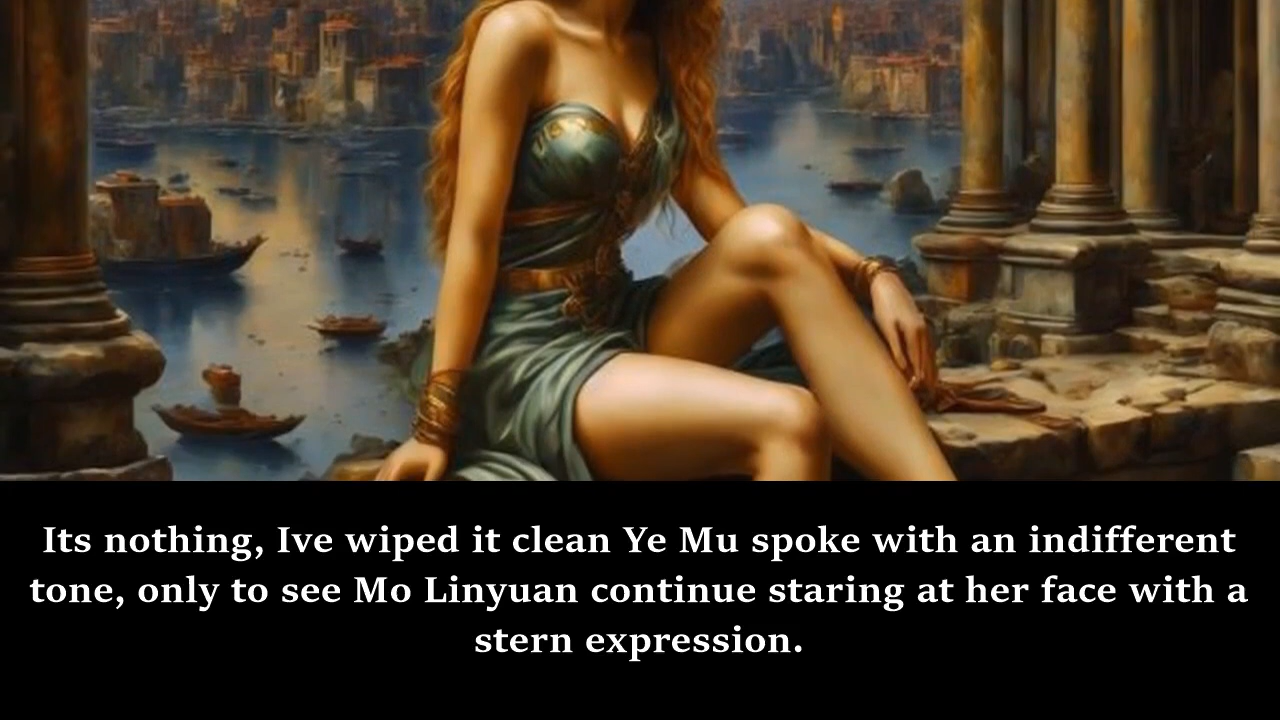 Its nothing, Ive wiped it clean Ye Mu spoke with an indifferent
tone, only to see Mo Linyuan continue staring at her face with a
stern expression.